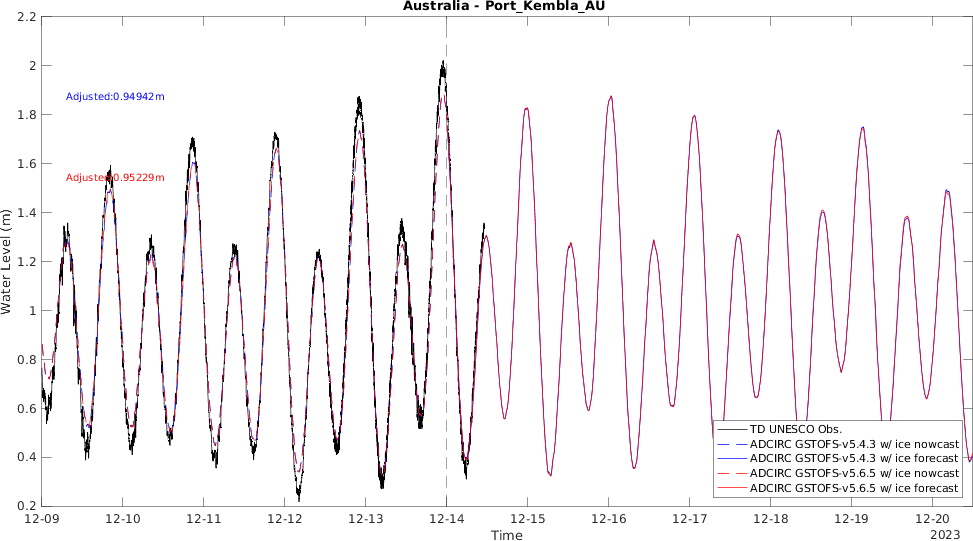 Australia - Port_Kembla_AU
2.2
2
1.8
1.6
1.4
1.2
1
0.8
0.6
0.4
0.2
Water Level (m)
Adjusted:0.94942m
Adjusted:0.95229m
TD UNESCO Obs.
ADCIRC GSTOFS-v5.4.3 w/ ice nowcast
ADCIRC GSTOFS-v5.4.3 w/ ice forecast
ADCIRC GSTOFS-v5.6.5 w/ ice nowcast
ADCIRC GSTOFS-v5.6.5 w/ ice forecast
12-09 12-10 12-11 12-12 12-13 12-14 12-15 12-16 12-17 12-18 12-19 12-20
2023
Time